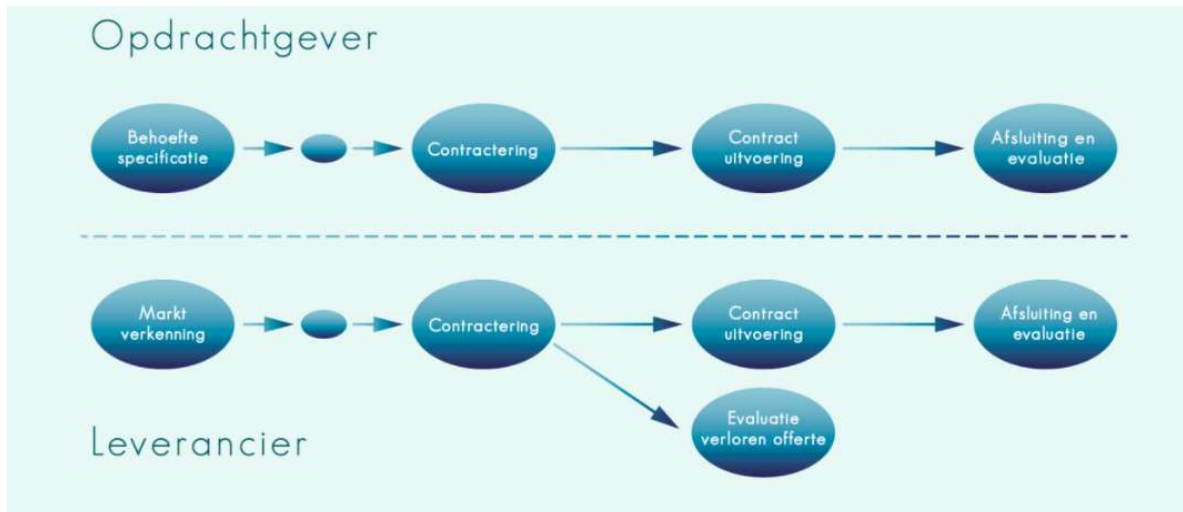 Opdrachtgever
Behoefte
specificatie
Contractering
Contract
uitvoering
Afsluiting en
evaluatie
Markt
verkenning
Contractering
Contract
uitvoering
Afsluiting en
evaluatie
Evaluatie
verloren offerte
Leverancier